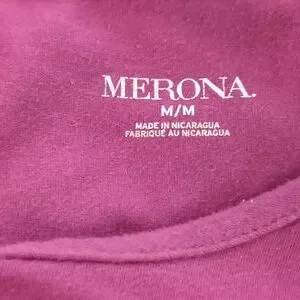 MERONA.
M/M
MADE IN NICARAGUA
FABRIQUÉ AU NICARAGUA